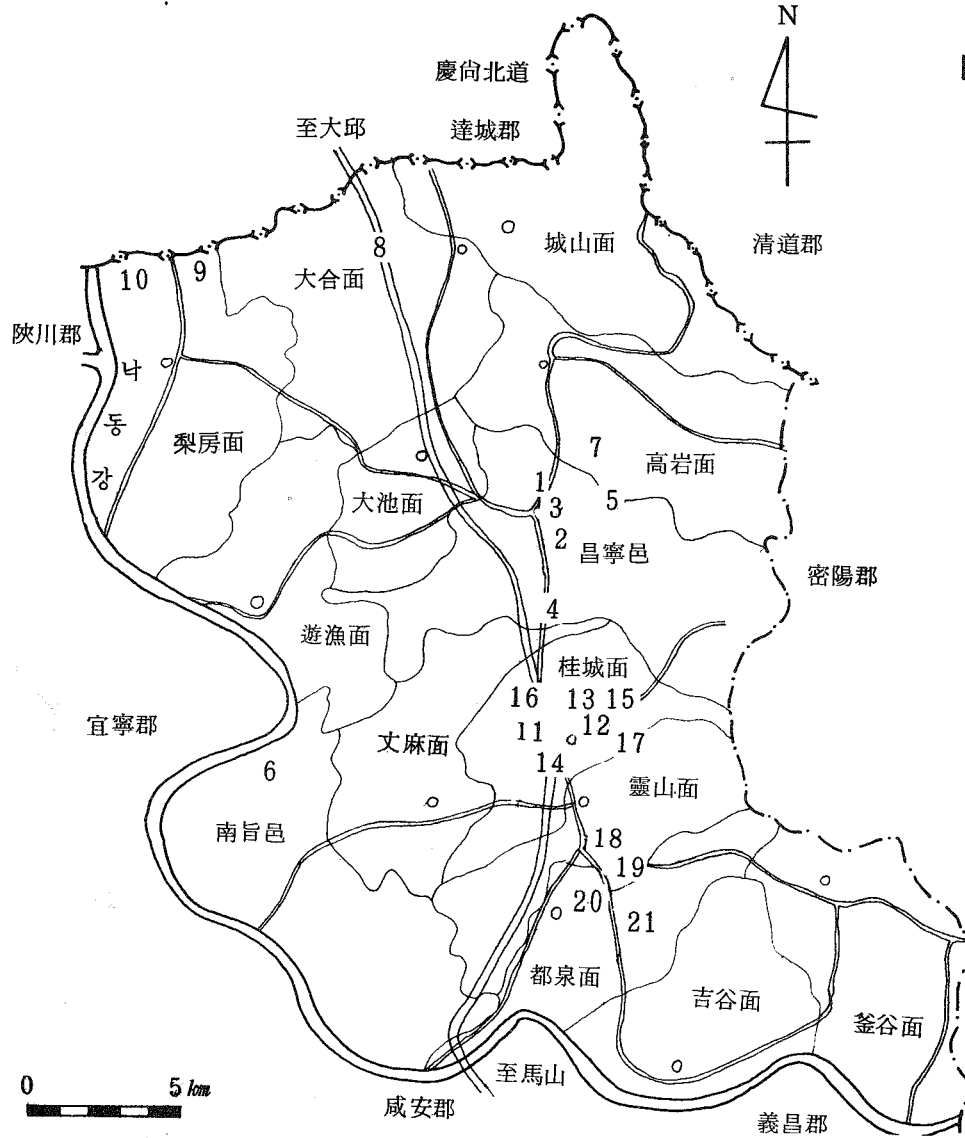 N
慶尙北道
至大邱
達城郡
城山面
清道郡
8
大合面
10
9
陜川郡
낙
동
강
梨房面
7
高岩面
1
5
大池面
3
2
昌寧邑
密陽郡
4
遊漁面
桂城面
16
13
15
宜寧郡
11
12
17
丈麻面
14
6
靈山面
南旨邑
18
19
20
21
都泉面
吉谷面
釜谷面
至馬山
0
5 km
咸安郡
義昌郡